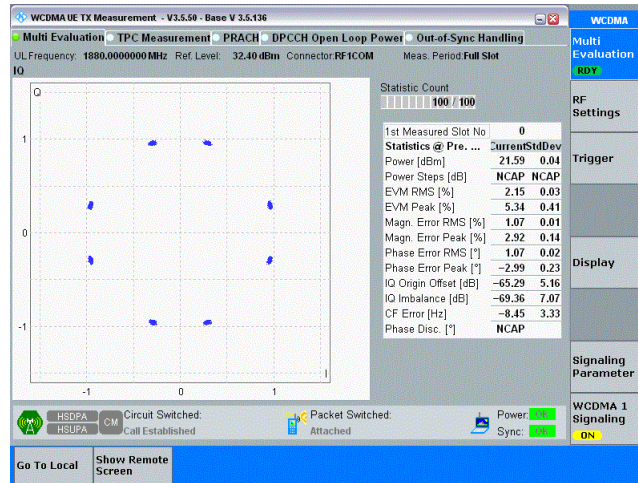 WCDMA UE TX Measurement - V3.5.50 - Base V 3.5.136
WCDMA
Multi Evaluation TPC Measurement PRACH DPCCH Open Loop Power Out-of-Sync Handling
Multi
Evaluation
RDY
UL Frequency: 1880.0000000 MHz Ref. Level: 32.40 dBm Connector:RF1COM Meas. Period:Full Slot
IQ
Q
1
0
-1
-1 0 1
I
Statistic Count
100 / 100
1st Measured Slot No 0
Statistics @ Pre. ... CurrentStdDev
Power [dBm] 21.59 0.04
Power Steps [dB] NCAP NCAP
EVM RMS [%] 2.15 0.03
EVM Peak [%] 5.34 0.41
Magn. Error RMS [%] 1.07 0.01
Magn. Error Peak [%] 2.92 0.14
Phase Error RMS [°] 1.07 0.02
Phase Error Peak [°] -2.99 0.23
IQ Origin Offset [dB] -65.29 5.16
IQ Imbalance [dB] -69.36 7.07
CF Error [Hz] -8.45 3.33
Phase Disc. [°] NCAP
RF
Settings
Trigger
Display
Signaling
Parameter
WCDMA 1
Signaling
ON
HSDPA
HSUPA
CM
Circuit Switched:
Call Established
Packet Switched:
Attached
Power:
Sync:
Go To Local
Show Remote
Screen